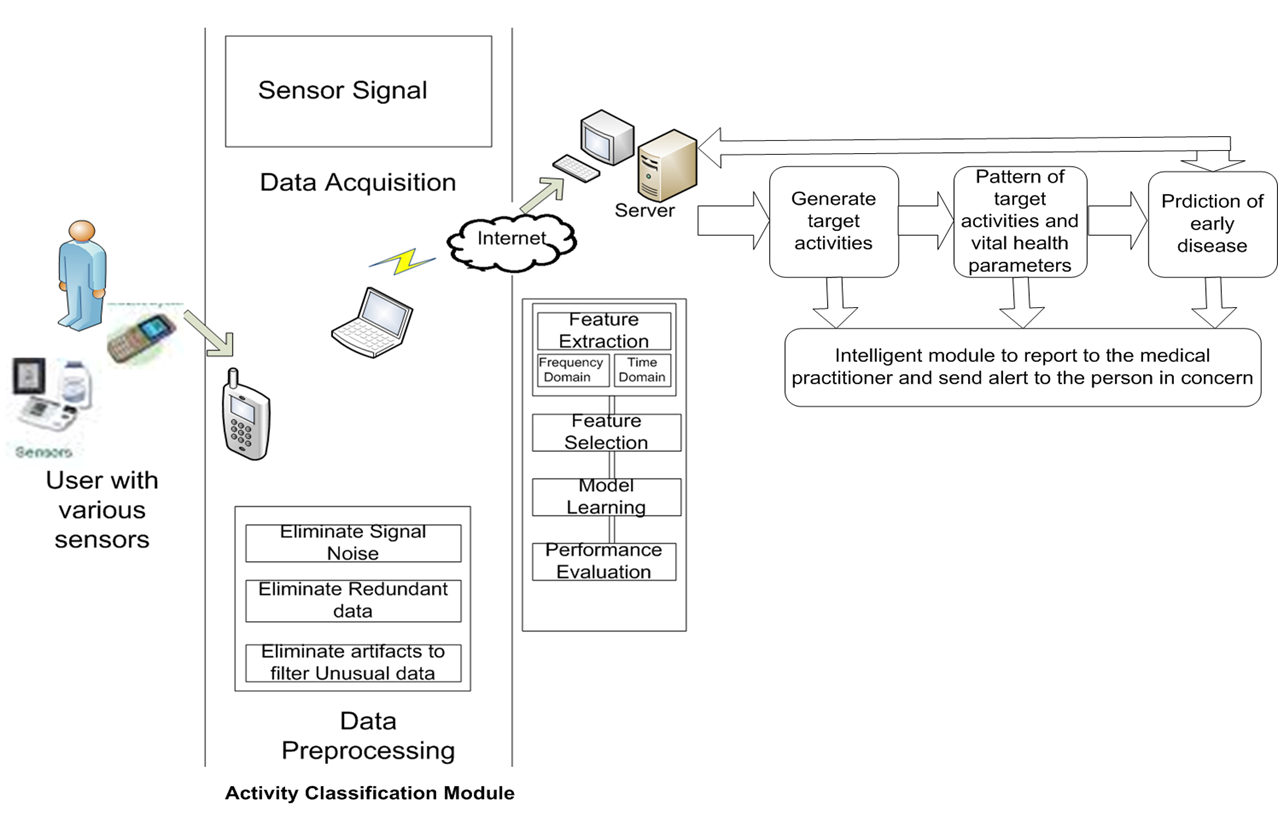 Sensor Signal
Data Acquisition
Internet
Server
Generate
target
activities
Pattern of
target
activities and
vital health
parameters
Prdiction of
early
disease
Intelligent module to report to the medical
practitioner and send alert to the person in concern
Sensors
User with
various
sensors
Feature
Extraction
Frequency
Domain
Time
Domain
Feature
Selection
Model
Learning
Performance
Evaluation
Eliminate Signal
Noise
Eliminate Redundant
data
Eliminate artifacts to
filter Unusual data
Data
Preprocessing
Activity Classification Module